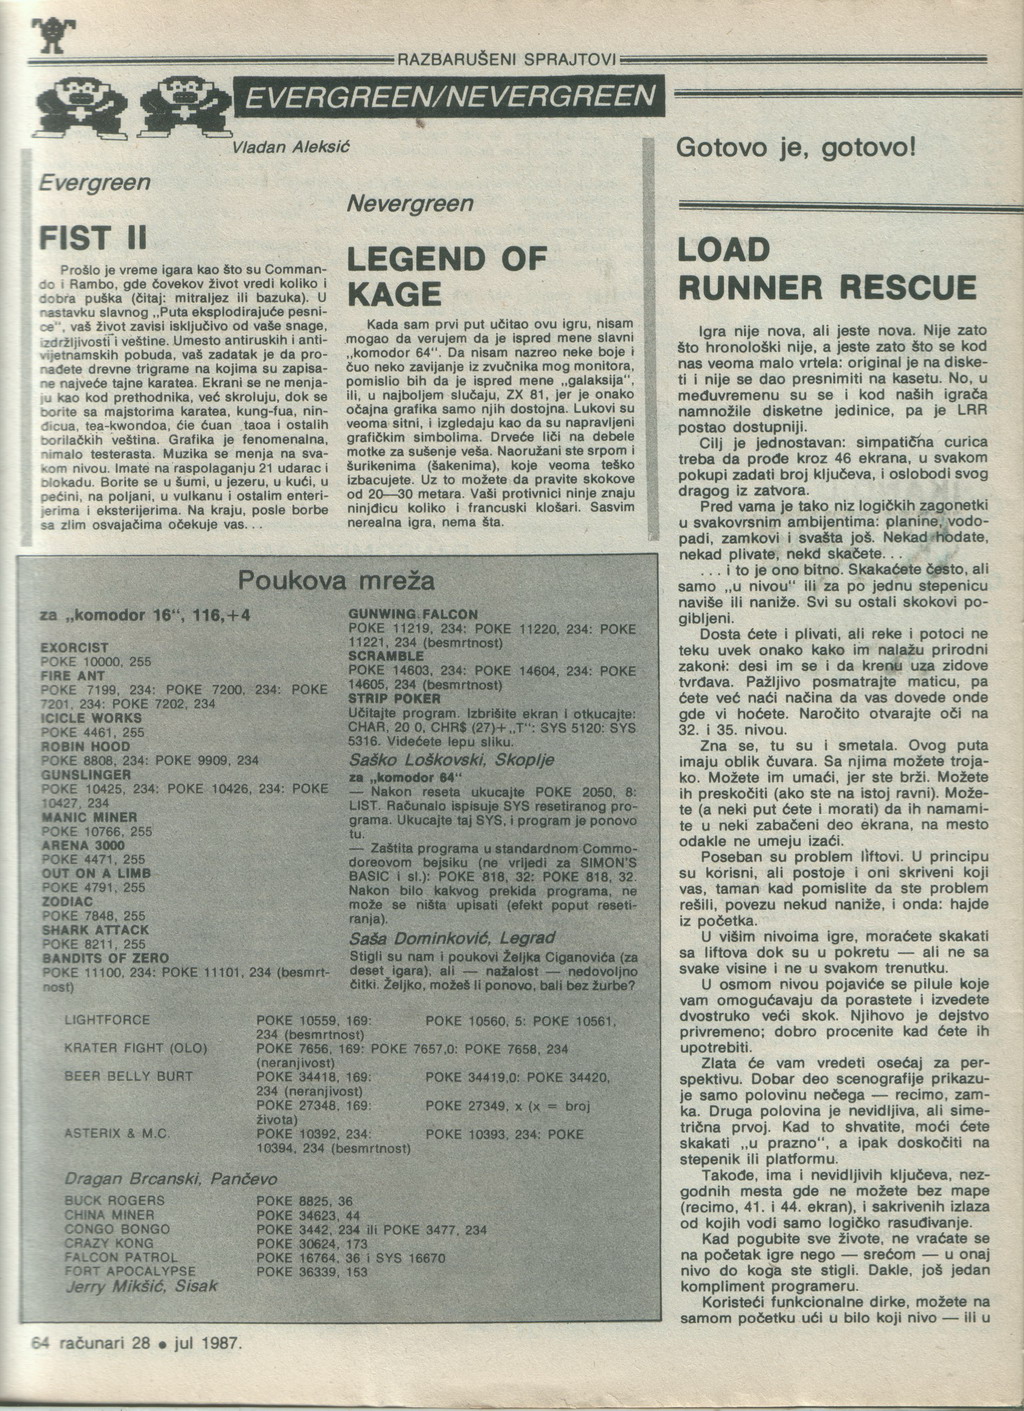 RAZBARUŠENI SPRAJTOVI
EVERGREEN/NEVERGREEN
Vladan Aleksić
Evergreen
FIST II
Prošlo je vreme igara kao što su Comman-
do i Rambo, gde čovekov život vredi koliko i
dobra puška (čitaj: mitraljez ili bazuka). U
nastavku slavnog „Puta eksplodirajuće pesni-
ce“, vaš život zavisi isključivo od vaše snage,
izdržljivosti i veštine. Umesto antiruskih i anti-
vijetnamskih pobuda, vaš zadatak je da pro-
nađete drevne trigrame na kojima su zapisa-
ne najveće tajne karatea. Ekrani se ne menja-
ju kao kod prethodnika, već skroluju, dok se
borite sa majstorima karatea, kung-fua, nin-
džicua, tea-kwondoa, ćie ćuan taoa i ostalih
borilačkih veština. Grafika je fenomenalna,
nimalo testerasta. Muzika se menja na sva-
kom nivou. Imate na raspolaganju 21 udarac i
blokadu. Borite se u šumi, u jezeru, u kući, u
pećini, na poljani, u vulkanu i ostalim enteri-
jerima i eksterijerima. Na kraju, posle borbe
sa zlim osvajačima očekuje vas...
Nevergreen
LEGEND OF
KAGE
Kada sam prvi put učitao ovu igru, nisam
mogao da verujem da je ispred mene slavni
„komodor 64“. Da nisam nazreo neke boje i
čuo neko zavijanje iz zvučnika mog monitora,
pomislio bih da je ispred mene „galaksija“,
ili, u najboljem slučaju, ZX 81, jer je onako
očajna grafika samo njih dostojna. Lukovi su
veoma sitni, i izgledaju kao da su napravljeni
grafičkim simbolima. Drveće liči na debele
motke za sušenje veša. Naoružani ste srpom i
šurikenima (šakenima), koje veoma teško
izbacujete. Uz to možete da pravite skokove
od 20—30 metara. Vaši protivnici ninje znaju
ninjđicu koliko i francuski klošari. Sasvim
nerealna igra, nema šta.
Poukova mreža
za „komodor 16“, 116,+4
EXORCIST
POKE 10000, 255
FIRE ANT
POKE 7199, 234: POKE 7200, 234: POKE
7201, 234: POKE 7202, 234
ICICLE WORKS
POKE 4461, 255
ROBIN HOOD
POKE 8808, 234: POKE 9909, 234
GUNSLINGER
POKE 10425, 234: POKE 10426, 234: POKE
10427, 234
MANIC MINER
POKE 10766, 255
ARENA 3000
POKE 4471, 255
OUT ON A LIMB
POKE 4791, 255
ZODIAC
POKE 7848, 255
SHARK ATTACK
POKE 8211, 255
BANDITS OF ZERO
POKE 11100, 234: POKE 11101, 234 (besmrt-
nost)
GUNWING FALCON
POKE 11219, 234: POKE 11220, 234: POKE
11221, 234 (besmrtnost)
SCRAMBLE
POKE 14603, 234: POKE 14604, 234: POKE
14605, 234 (besmrtnost)
STRIP POKER
Učitajte program. Izbrišite ekran i otkucajte:
CHAR, 20 0, CHR$ (27)+„T“: SYS 5120: SYS
5316. Videćete lepu sliku.
Saško Loškovski, Skoplje
za „komodor 64“
— Nakon reseta ukucajte POKE 2050, 8:
LIST. Računalo ispisuje SYS resetiranog pro-
grama. Ukucajte taj SYS, i program je ponovo
tu.
— Zaštita programa u standardnom Commo-
doreovom bejsiku (ne vrijedi za SIMON'S
BASIC i sl.): POKE 818, 32: POKE 818, 32.
Nakon bilo kakvog prekida programa, ne
može se ništa upisati (efekt poput reseti-
ranja).
Saša Dominković, Legrad
Stigli su nam i poukovi Željka Ciganovića (za
deset igara), ali — nažalost — nedovoljno
čitki. Željko, možeš li ponovo, bali bez žurbe?
LIGHTFORCE POKE 10559, 169: POKE 10560, 5: POKE 10561,
234 (besmrtnost)
KRATER FIGHT (OLO) POKE 7656, 169: POKE 7657,0: POKE 7658, 234
(neranjivost)
BEER BELLY BURT POKE 34418, 169: POKE 34419,0: POKE 34420,
234 (neranjivost)
POKE 27348, 169: POKE 27349, x (x = broj
života)
ASTERIX & M.C. POKE 10392, 234: POKE 10393, 234: POKE
10394, 234 (besmrtnost)
Dragan Brcanski, Pančevo
BUCK ROGERS POKE 8825, 36
CHINA MINER POKE 34623, 44
CONGO BONGO POKE 3442, 234 ili POKE 3477, 234
CRAZY KONG POKE 30624, 173
FALCON PATROL POKE 16764, 36 i SYS 16670
FORT APOCALYPSE POKE 36339, 153
Jerry Mikšić, Sisak
Gotovo je, gotovo!
LOAD
RUNNER RESCUE
Igra nije nova, ali jeste nova. Nije zato
što hronološki nije, a jeste zato što se kod
nas veoma malo vrtela: original je na diske-
ti i nije se dao presnimiti na kasetu. No, u
međuvremenu su se i kod naših igrača
namnožile disketne jedinice, pa je LRR
postao dostupniji.
Cilj je jednostavan: simpatična curica
treba da prođe kroz 46 ekrana, u svakom
pokupi zadati broj ključeva, i oslobodi svog
dragog iz zatvora.
Pred vama je tako niz logičkih zagonetki
u svakovrsnim ambijentima: planine, vodo-
padi, zamkovi i svašta još. Nekad hodate,
nekad plivate, nekd skačete...
... i to je ono bitno. Skakaćete često, ali
samo „u nivou“ ili za po jednu stepenicu
naviše ili naniže. Svi su ostali skokovi po-
gibljeni.
Dosta ćete i plivati, ali reke i potoci ne
teku uvek onako kako im nalažu prirodni
zakoni: desi im se i da krenu uza zidove
tvrđava. Pažljivo posmatrajte maticu, pa
ćete već naći načina da vas dovede onde
gde vi hoćete. Naročito otvarajte oči na
32. i 35. nivou.
Zna se, tu su i smetala. Ovog puta
imaju oblik čuvara. Sa njima možete trojа-
ko. Možete im umaći, jer ste brži. Možete
ih preskočiti (ako ste na istoj ravni). Može-
te (a neki put ćete i morati) da ih namami-
te u neki zabačeni deo ekrana, na mesto
odakle ne umeju izaći.
Poseban su problem liftovi. U principu
su korisni, ali postoje i oni skriveni koji
vas, taman kad pomislite da ste problem
rešili, povezu nekud naniže, i onda: hajde
iz početka.
U višim nivoima igre, moraćete skakati
sa liftova dok su u pokretu — ali ne sa
svake visine i ne u svakom trenutku.
U osmom nivou pojaviće se pilule koje
vam omogućavaju da porastete i izvedete
dvostruko veći skok. Njihovo je dejstvo
privremeno; dobro procenite kad ćete ih
upotrebiti.
Zlata će vam vredeti osećaj za per-
spektivu. Dobar deo scenografije prikazu-
je samo polovinu nečega — recimo, zam-
ka. Druga polovina je nevidljiva, ali sime-
trična prvoj. Kad to shvatite, moći ćete
skakati „u prazno“, a ipak doskočiti na
stepenik ili platformu.
Takođe, ima i nevidljivih ključeva, nez-
godnih mesta gde ne možete bez mape
(recimo, 41. i 44. ekran), i sakrivenih izlaza
od kojih vodi samo logičko rasuđivanje.
Kad pogubite sve živote, ne vraćate se
na početak igre nego — srećom — u onaj
nivo do koga ste stigli. Dakle, još jedan
kompliment programeru.
Koristeći funkcionalne dirke, možete na
samom početku ući u bilo koji nivo — ili u
64 računari 28 • jul 1987.